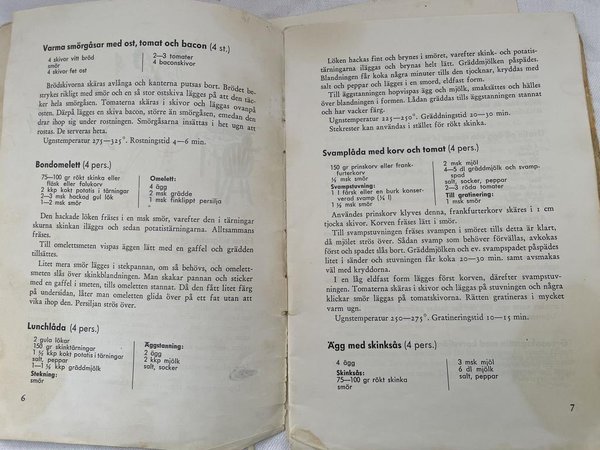 Varma smörgåsar med ost, tomat och bacon (4 st.)
4 skivor vitt bröd
smör
4 skivor fet ost
2—3 tomater
4 baconskivor
Brödskivorna skäras avlånga och kanterna putsas bort. Brödet be-
strykes rikligt med smör och en så stor ostskiva lägges på att den täc-
ker hela smörgåsen. Tomaterna skäras i skivor och läggas ovanpå
osten. Därpå lägges en skiva bacon, större än smörgåsen, emedan den
drar ihop sig under rostningen. Smörgåsarna insättas i het ugn att
rostas. De serveras heta.
Ugnstemperatur 275—325°. Rostningstid 4—6 min.
Bondomelett (4 pers.)
75—100 gr rökt skinka eller
fläsk eller falukorv
2 kkp kokt potatis i tärningar
2 msk hackad gul lök
1—2 msk smör
Omelett:
4 ägg
2 msk grädde
1 msk finklippt persilja
Den hackade löken fräses i en msk smör, varefter den i tärningar
skurna skinkan ilägges och sedan potatistärningarna. Alltsammans
fräses.
Till omelettsmeten vispas äggen lätt med en gaffel och grädden
tillsättes.
Litet mera smör lägges i stekpannan, om så behövs, och omelett-
smeten slås över skinkblandningen. Man skakar pannan och sticker
med en gaffel i smeten, tills omeletten stannat. Då den fått litet färg
på undersidan, låter man omeletten glida över på ett fat utan att
vika ihop den. Persiljan strös över.
Lunchlåda (4 pers.)
2 gula lökar
150 gr skinktärningar
1 ½ kkp kokt potatis i tärningar
salt, peppar
1—1 ½ kkp gräddmjölk
Stekning:
smör
Äggstanning:
2 ägg
2 kkp mjölk
salt, socker
6
Löken hackas fint och brynes i smöret, varefter skink- och potatis-
tärningarna iläggas och brynas helt lätt. Gräddmjölken påspädes.
Blandningen får koka några minuter tills den tjocknar, kryddas med
salt och peppar och lägges i en smord, eldfast form.
Till äggstanningen hopvispas ägg och mjölk, smaksättes och hälles
över blandningen i formen. Lådan gräddas tills äggstanningen stannat
och har vacker färg.
Ugnstemperatur 225—250°. Gräddningstid 20—30 min.
Stekrester kan användas i stället för rökt skinka.
Svamplåda med korv och tomat (4 pers.)
150 gr prinskorv eller frank-
furterkorv
½ msk smör
Svampstuvning:
1 l färsk eller en burk konser-
verad svamp (½ l)
1 ½ msk smör
2 msk mjöl
4—5 dl gräddmjölk och svamp-
spad
salt, socker, peppar
2—3 röda tomater
Till gratinering:
1 msk smör
Användes prinskorv klyves denna, frankfurterkorv skäres i 1 cm
tjocka skivor. Korven fräses lätt i smör.
Till svampstuvningen fräses svampen i smöret tills detta är klart,
då mjölet strös över. Sådan svamp som behöver förvällas, avkokas
först och spadet slås bort. Gräddmjölken och ev. svampspadet påspädes
litet i sänder och stuvningen får koka 20—30 min. samt avsmakas
väl med kryddorna.
I en låg eldfast form lägges först korven, därefter svampstuv-
ningen. Tomaterna skäras i skivor och läggas på stuvningen och några
klickar smör läggas på tomatskivorna. Rätten gratineras i mycket
varm ugn.
Ugnstemperatur 250—275°. Gratineringstid 10—15 min.
Ägg med skinksås (4 pers.)
4 ägg
Skinksås:
75—100 gr rökt skinka
smör
3 msk mjöl
6 dl mjölk
salt, peppar
7